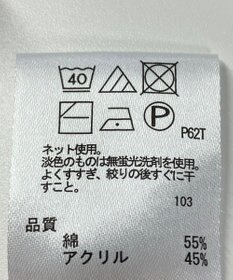 40
P
P62T
ネット使用。
淡色のものは無蛍光洗剤を使用。
よくすすぎ、絞りの後すぐに干
すこと。
103
品質
綿 55%
アクリル 45%